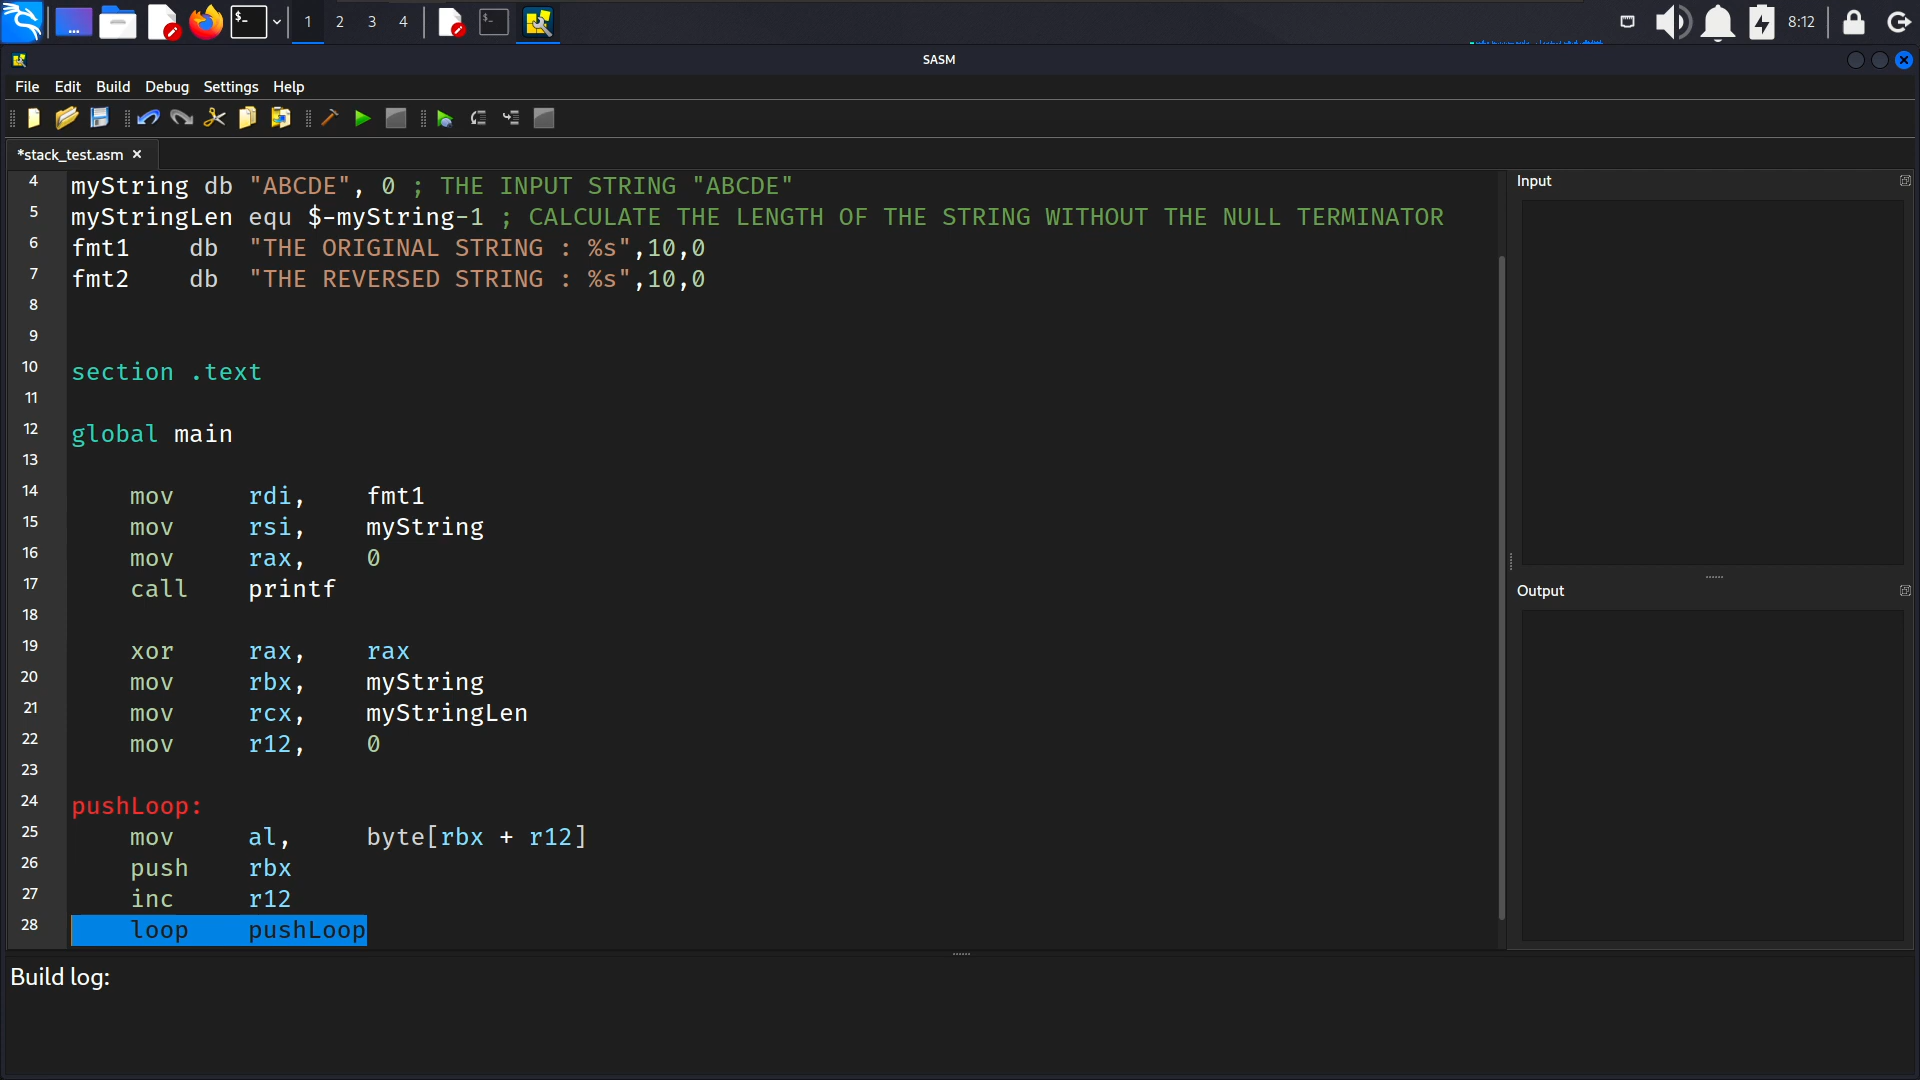 $-
1 2 3 4
$-
8:12
SASM
File Edit Build Debug Settings Help
*stack_test.asm ×
4 myString db "ABCDE", 0 ; THE INPUT STRING "ABCDE"
5 myStringLen equ $-myString-1 ; CALCULATE THE LENGTH OF THE STRING WITHOUT THE NULL TERMINATOR
6 fmt1    db  "THE ORIGINAL STRING : %s",10,0
7 fmt2    db  "THE REVERSED STRING : %s",10,0
8
9
10 section .text
11
12 global main
13
14     mov     rdi,    fmt1
15     mov     rsi,    myString
16     mov     rax,    0
17     call    printf
18
19     xor     rax,    rax
20     mov     rbx,    myString
21     mov     rcx,    myStringLen
22     mov     r12,    0
23
24 pushLoop:
25     mov     al,     byte[rbx + r12]
26     push    rbx
27     inc     r12
28     loop    pushLoop
Input
Output
Build log: